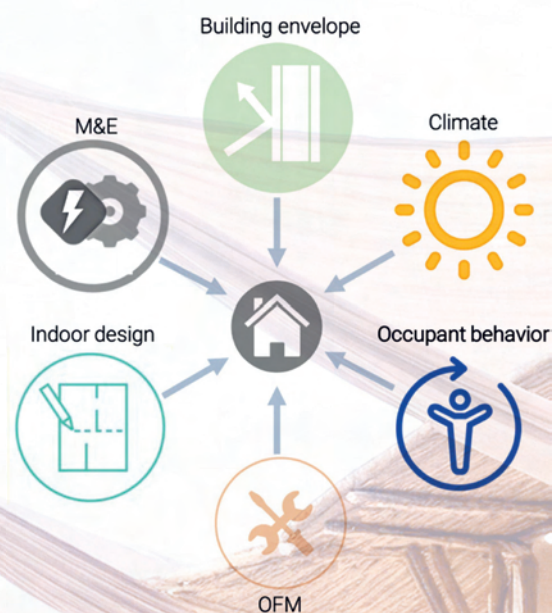 Building envelope
M&E
Climate
Indoor design
Occupant behavior
OFM